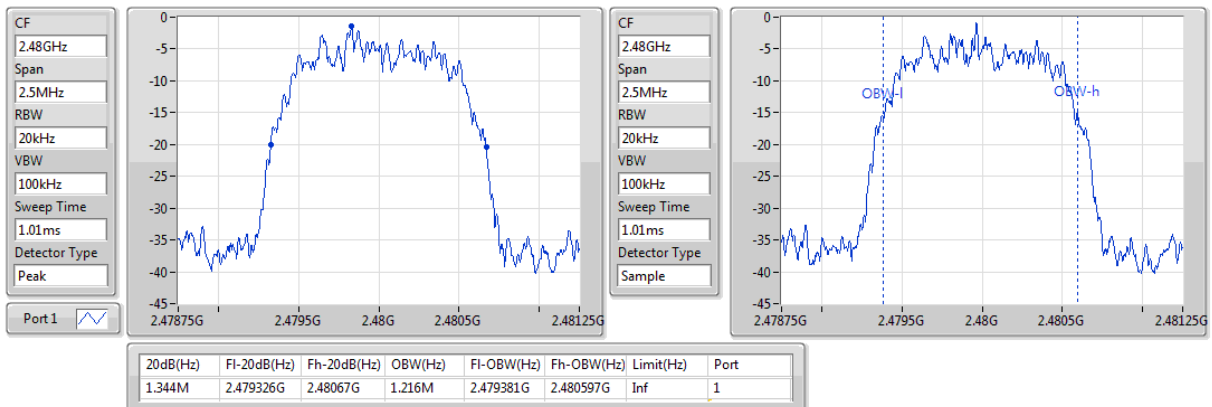 CF
2.48GHz
Span
2.5MHz
RBW
20kHz
VBW
100kHz
Sweep Time
1.01ms
Detector Type
Peak
Port 1
0
-5
-10
-15
-20
-25
-30
-35
-40
-45
2.47875G 2.4795G 2.48G 2.4805G 2.48125G
CF
2.48GHz
Span
2.5MHz
RBW
20kHz
VBW
100kHz
Sweep Time
1.01ms
Detector Type
Sample
0
-5
-10
-15
-20
-25
-30
-35
-40
-45
OBW-l OBW-h
2.47875G 2.4795G 2.48G 2.4805G 2.48125G
20dB(Hz) Fl-20dB(Hz) Fh-20dB(Hz) OBW(Hz) Fl-OBW(Hz) Fh-OBW(Hz) Limit(Hz) Port
1.344M 2.479326G 2.48067G 1.216M 2.479381G 2.480597G Inf 1